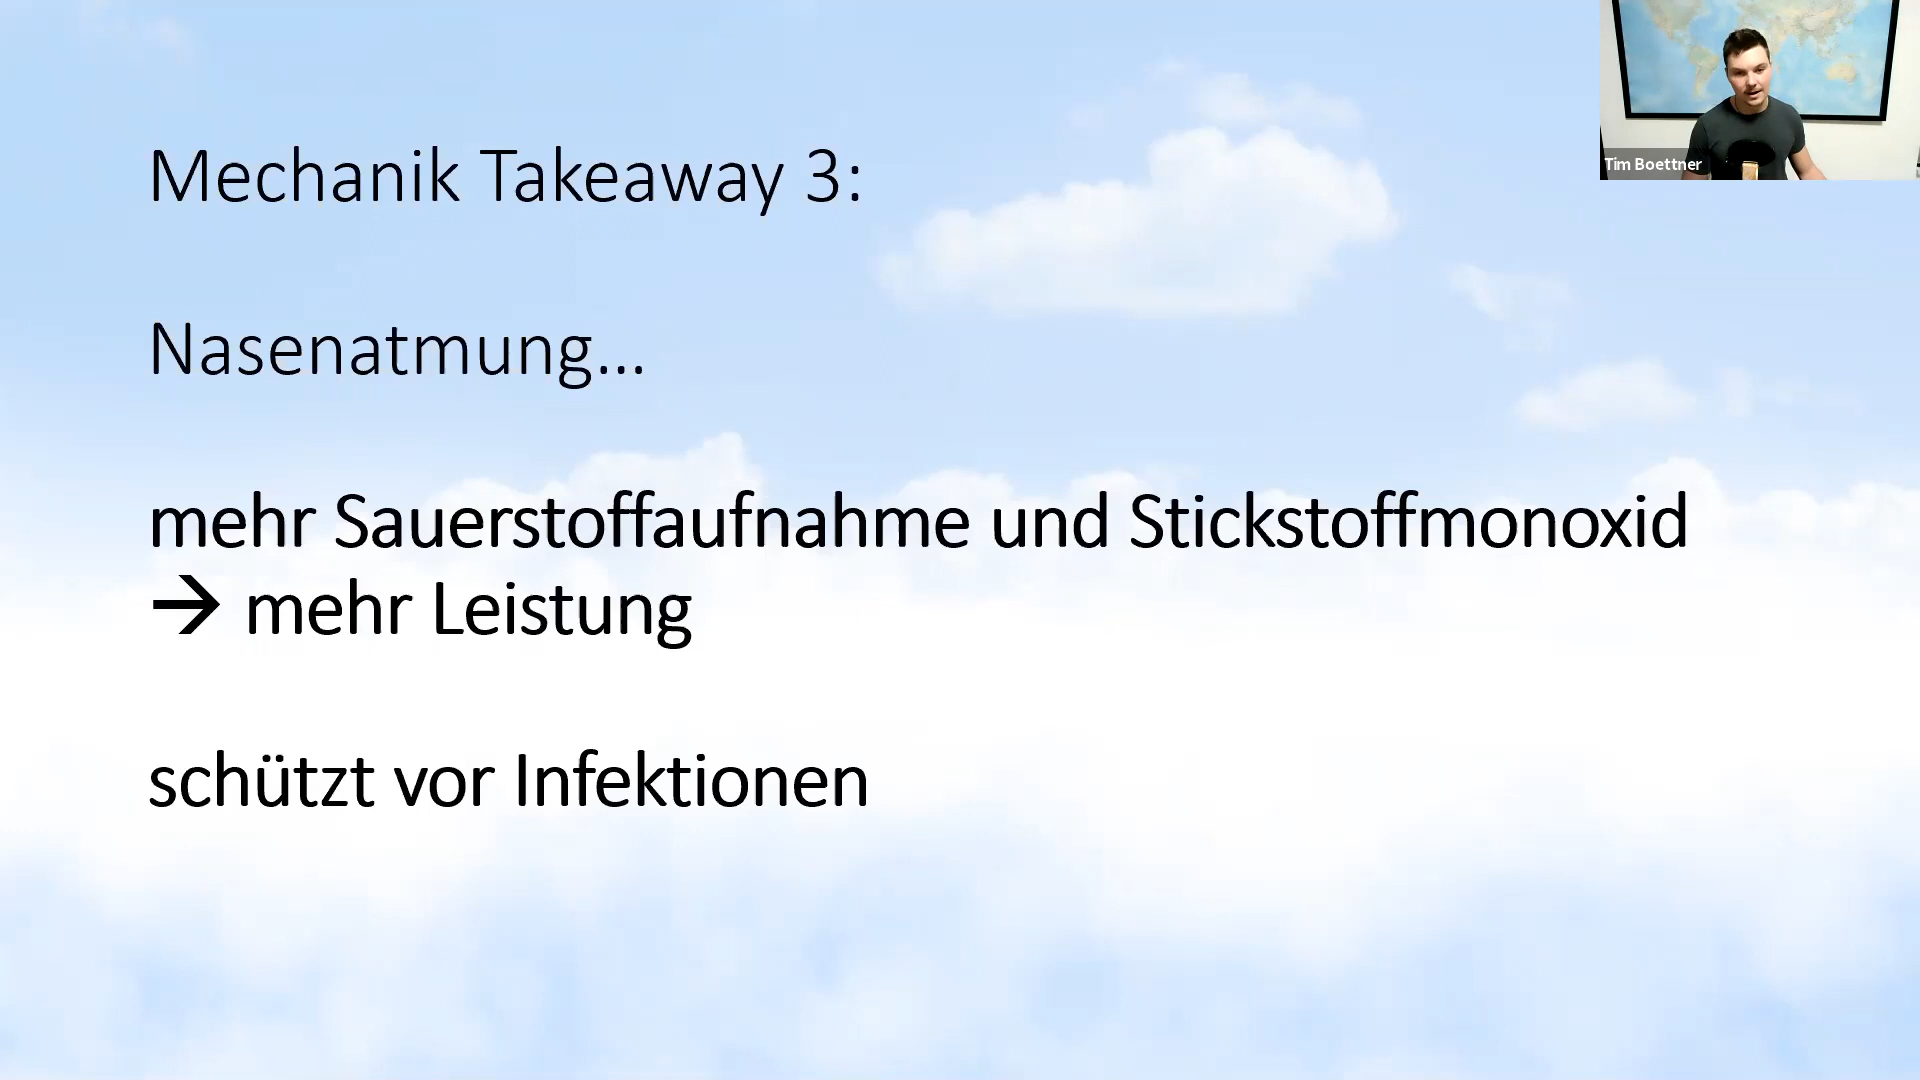 Mechanik Takeaway 3:
Nasenatmung...
mehr Sauerstoffaufnahme und Stickstoffmonoxid
→ mehr Leistung
schützt vor Infektionen
Tim Boettner